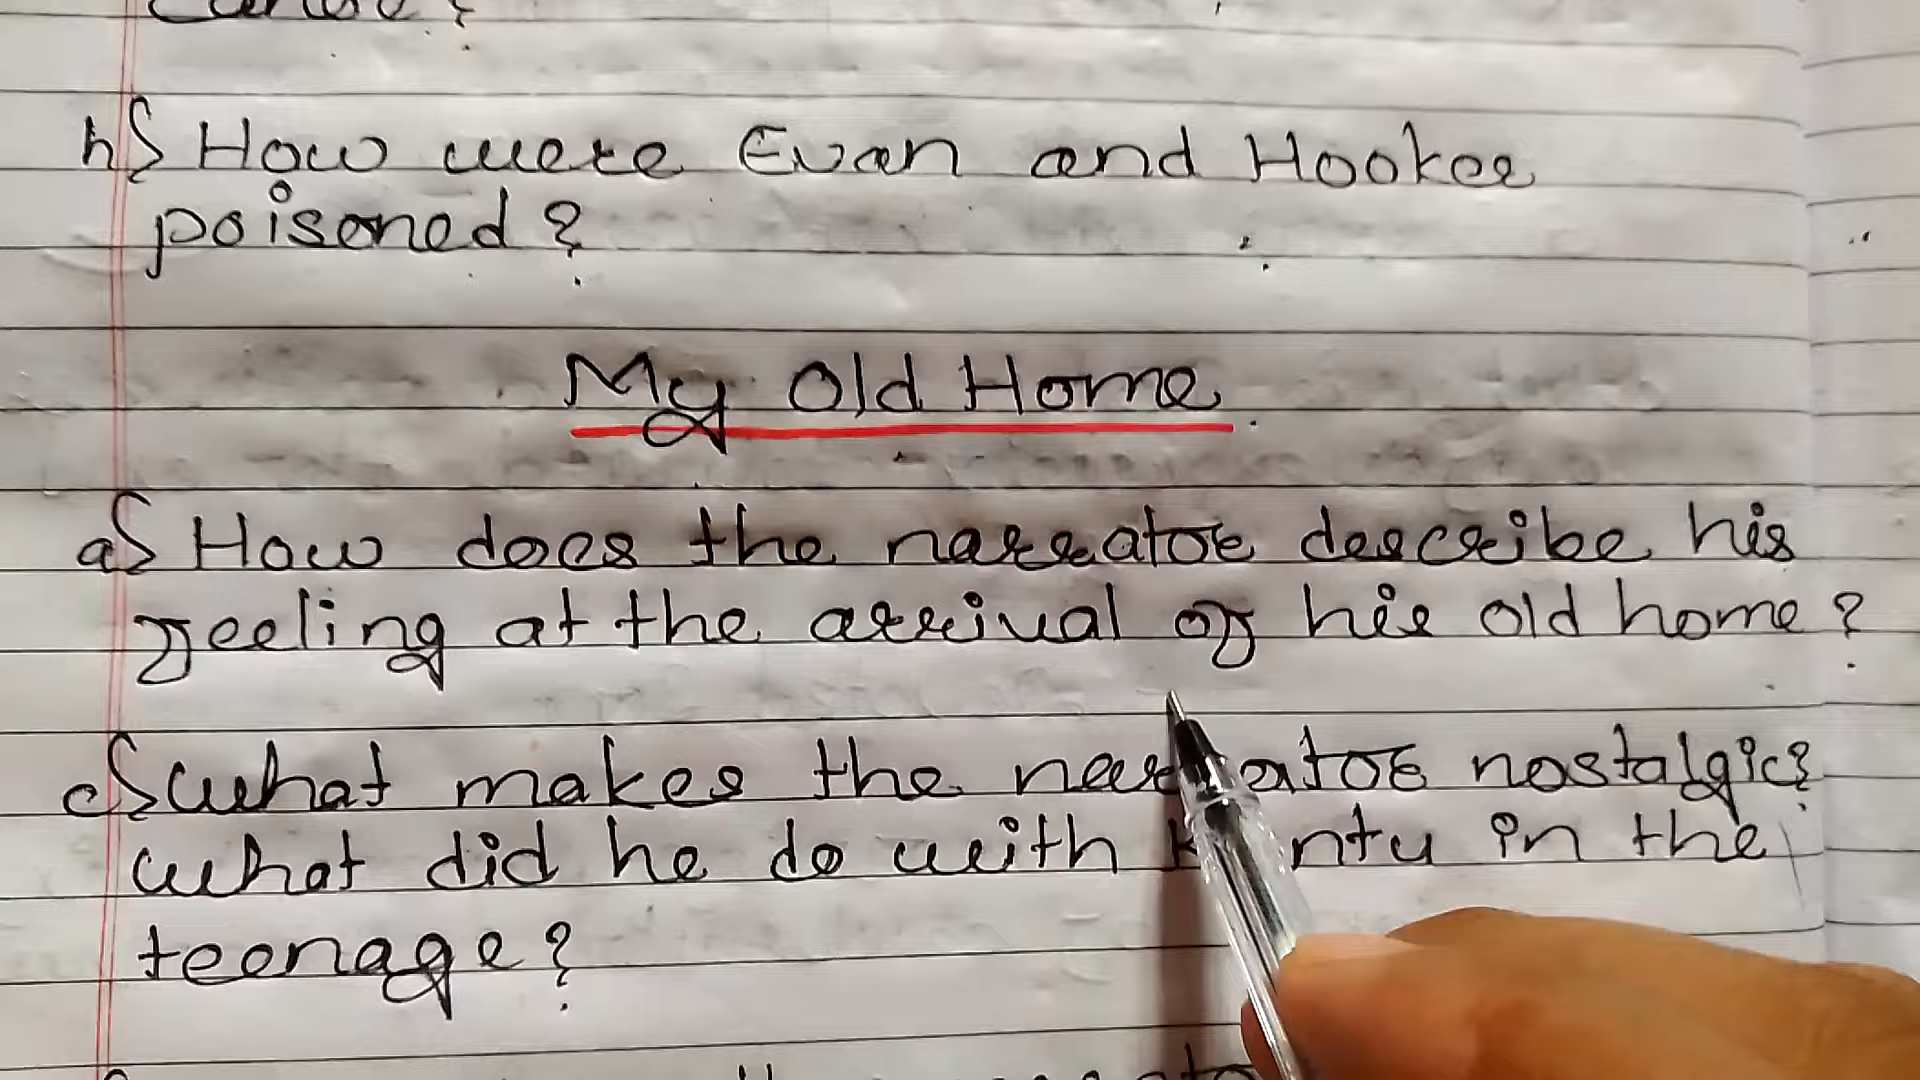 h) How were Evan and Hooker
poisoned?
My Old Home
a) How does the narrator describe his
feeling at the arrival of his old home?
c) what makes the narrator nostalgic?
what did he do with in the
teenage?